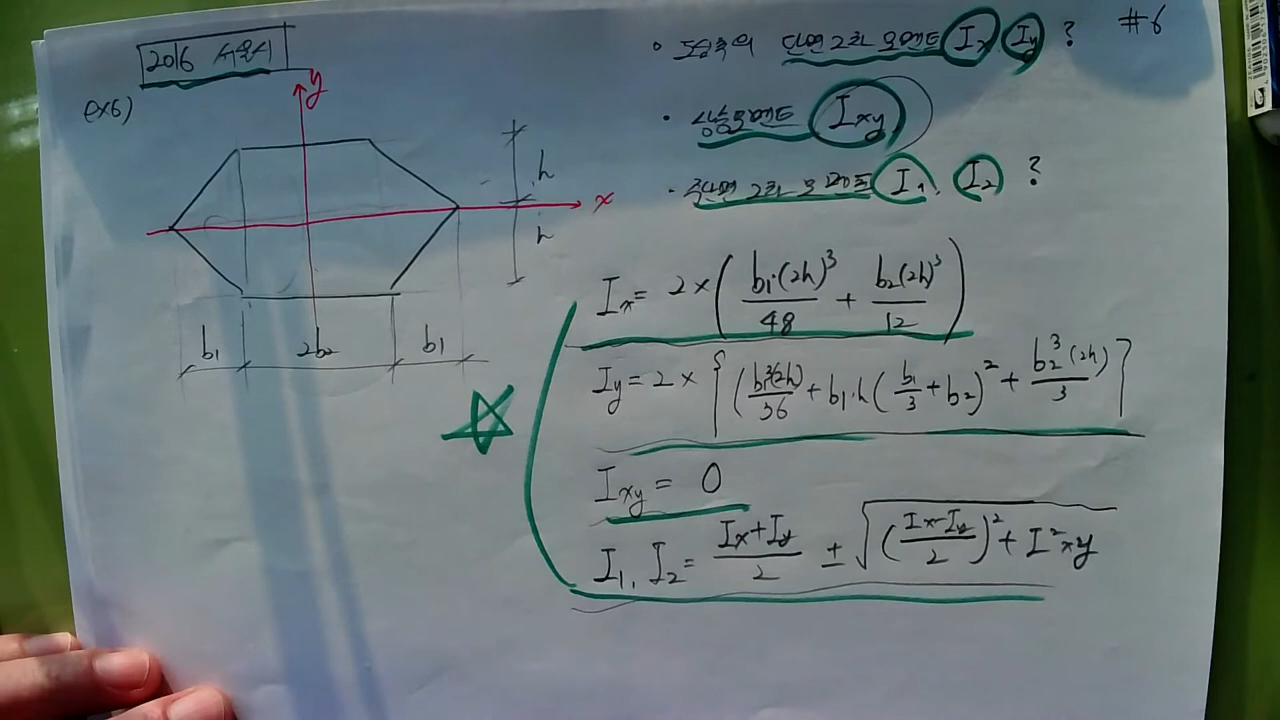 2016 서울시
#6
ex6)
• 도심축의 단면 2차 모멘트 Ix, Iy ?
• 상승모멘트 Ixy
• 주단면 2차 모멘트 I1, I2 ?
y
x
h
h
b1 2b2 b1
Ix = 2 × ( b1·(2h)³/48 + b2(2h)³/12 )
Iy = 2 × { ( b1³(2h)/36 + b1·h ( b1/3 + b2 )² + b2³(2h)/3 }
Ixy = 0
I1, I2 = (Ix+Iy)/2 ± √( ((Ix-Iy)/2)² + I²xy )